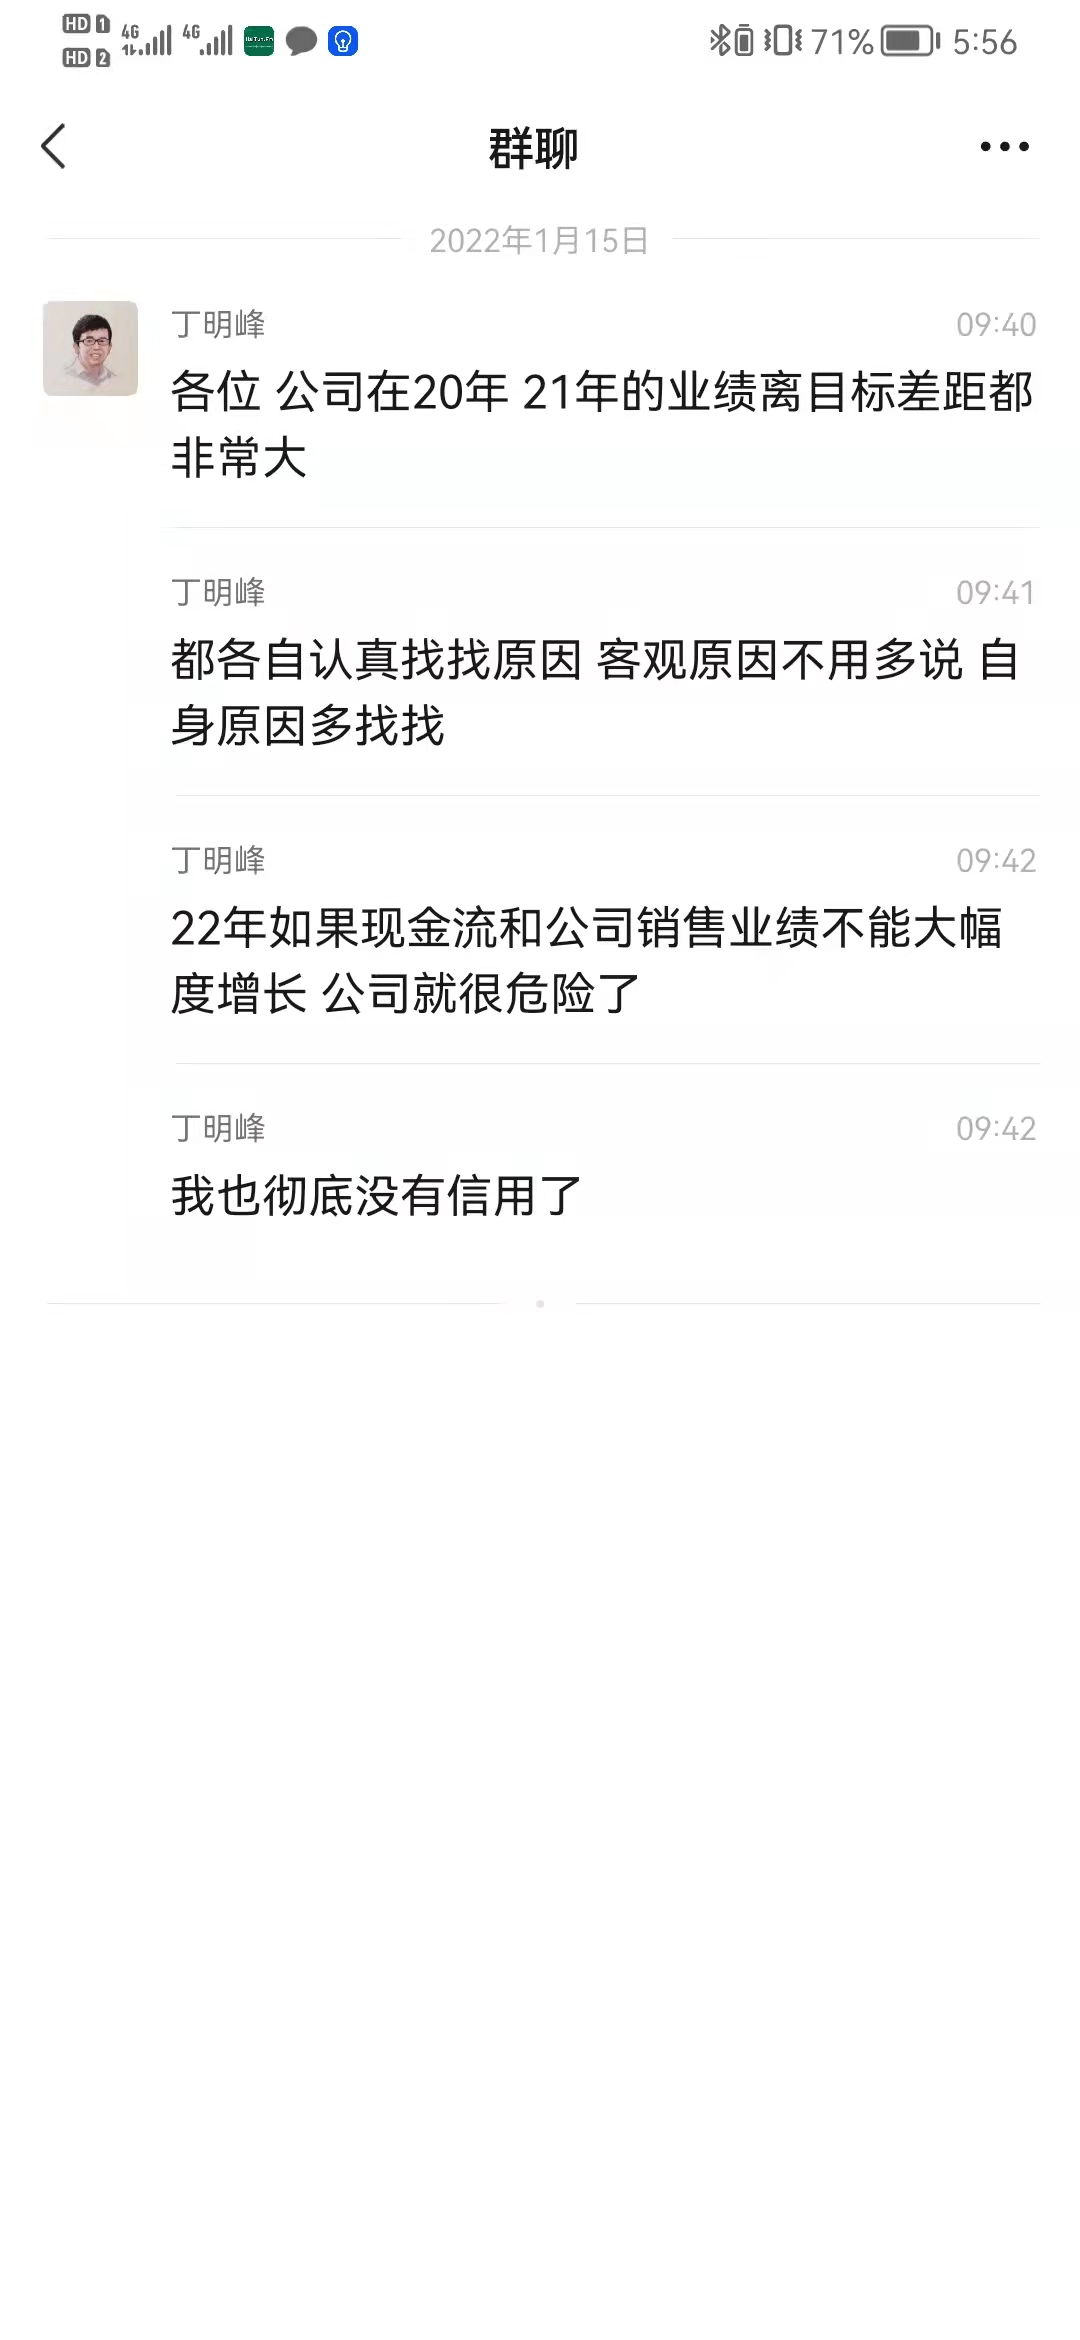 HD 1 4G 4G 71% 5:56
HD 2
群聊
2022年1月15日
丁明峰 09:40
各位 公司在20年 21年的业绩离目标差距都
非常大
丁明峰 09:41
都各自认真找找原因 客观原因不用多说 自
身原因多找找
丁明峰 09:42
22年如果现金流和公司销售业绩不能大幅
度增长 公司就很危险了
丁明峰 09:42
我也彻底没有信用了